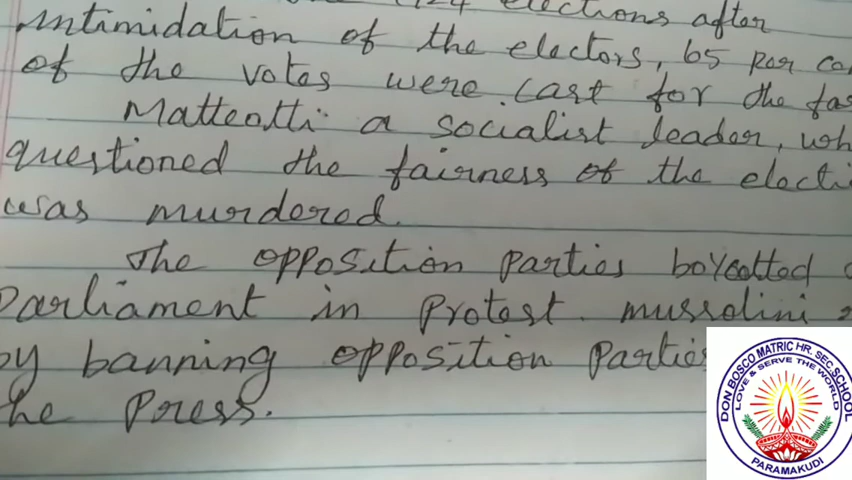 1924 elections after
intimidation of the electors, 65 per
of the votes were cast for the
Matteotti a socialist leader,
questioned the fairness of the
was murdered.
The opposition parties boycotted
Parliament in protest. mussolini
by banning opposition parties
the press.
DON BOSCO MATRIC HR. SEC SCHOOL
LOVE & SERVE THE WORLD
PARAMAKUDI